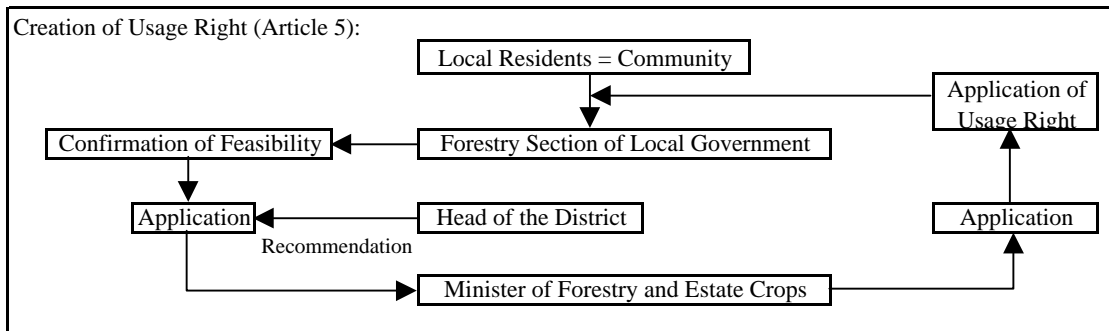 Creation of Usage Right (Article 5):
Local Residents = Community
Application of
Usage Right
Confirmation of Feasibility
Forestry Section of Local Government
Application
Head of the District
Application
Recommendation
Minister of Forestry and Estate Crops